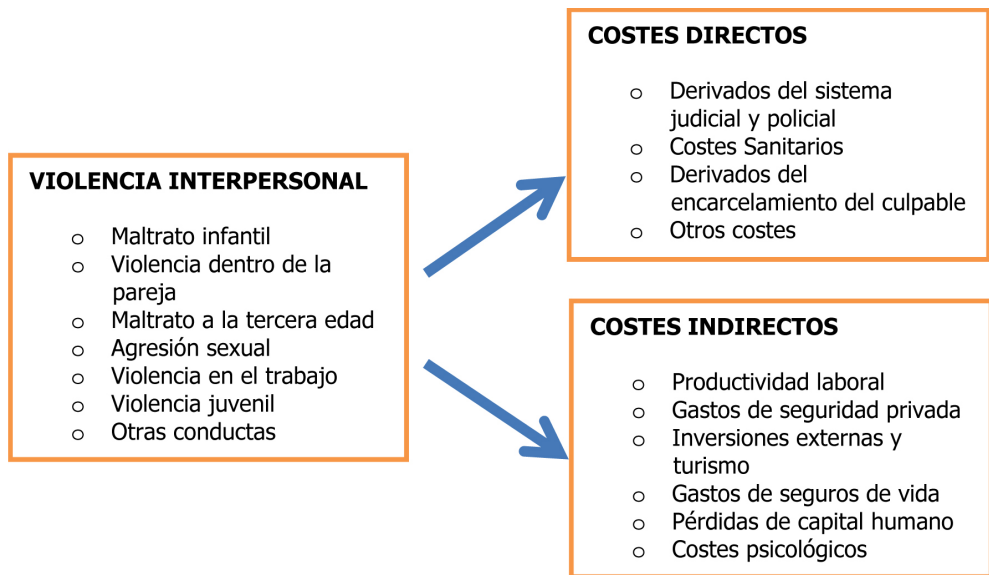 VIOLENCIA INTERPERSONAL
o Maltrato infantil
o Violencia dentro de la
pareja
o Maltrato a la tercera edad
o Agresión sexual
o Violencia en el trabajo
o Violencia juvenil
o Otras conductas
COSTES DIRECTOS
o Derivados del sistema
judicial y policial
o Costes Sanitarios
o Derivados del
encarcelamiento del culpable
o Otros costes
COSTES INDIRECTOS
o Productividad laboral
o Gastos de seguridad privada
o Inversiones externas y
turismo
o Gastos de seguros de vida
o Pérdidas de capital humano
o Costes psicológicos